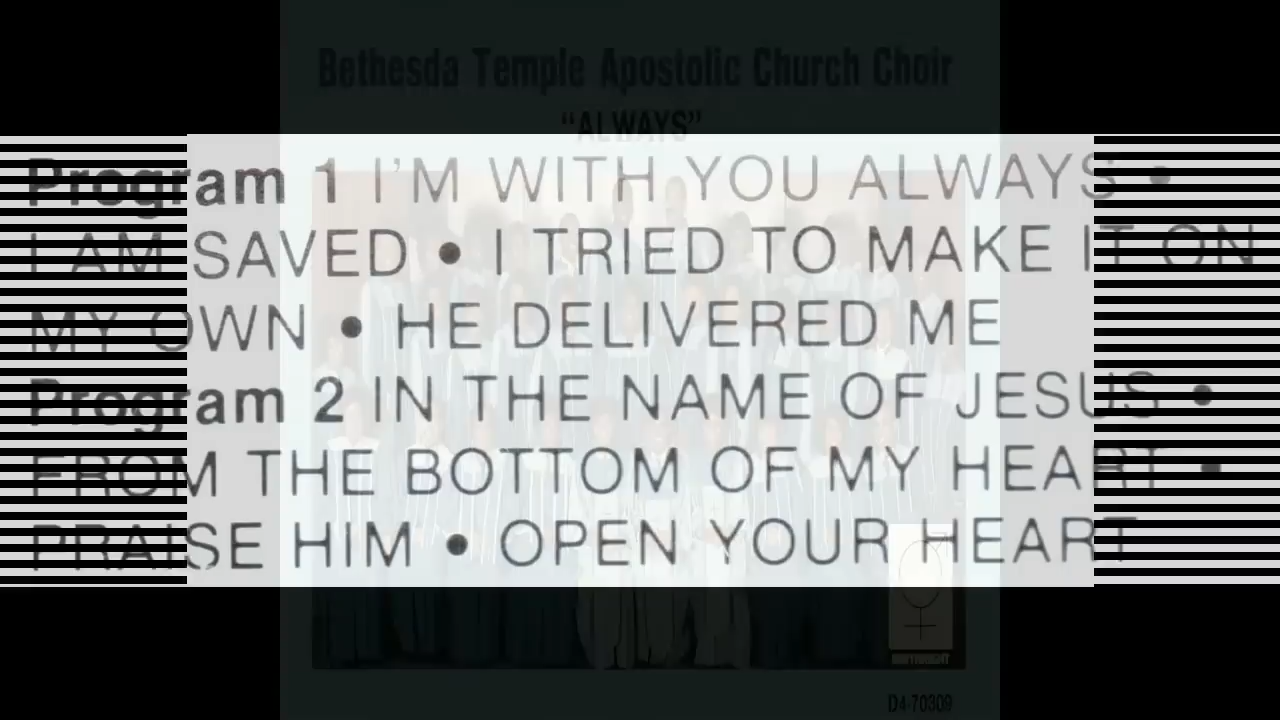 Bethesda Temple Apostolic Church Choir
“ALWAYS”
Program 1 I’M WITH YOU ALWAYS •
I AM SAVED • I TRIED TO MAKE IT ON
MY OWN • HE DELIVERED ME
Program 2 IN THE NAME OF JESUS •
FROM THE BOTTOM OF MY HEART •
PRAISE HIM • OPEN YOUR HEART
BIRTHRIGHT
D4-70309